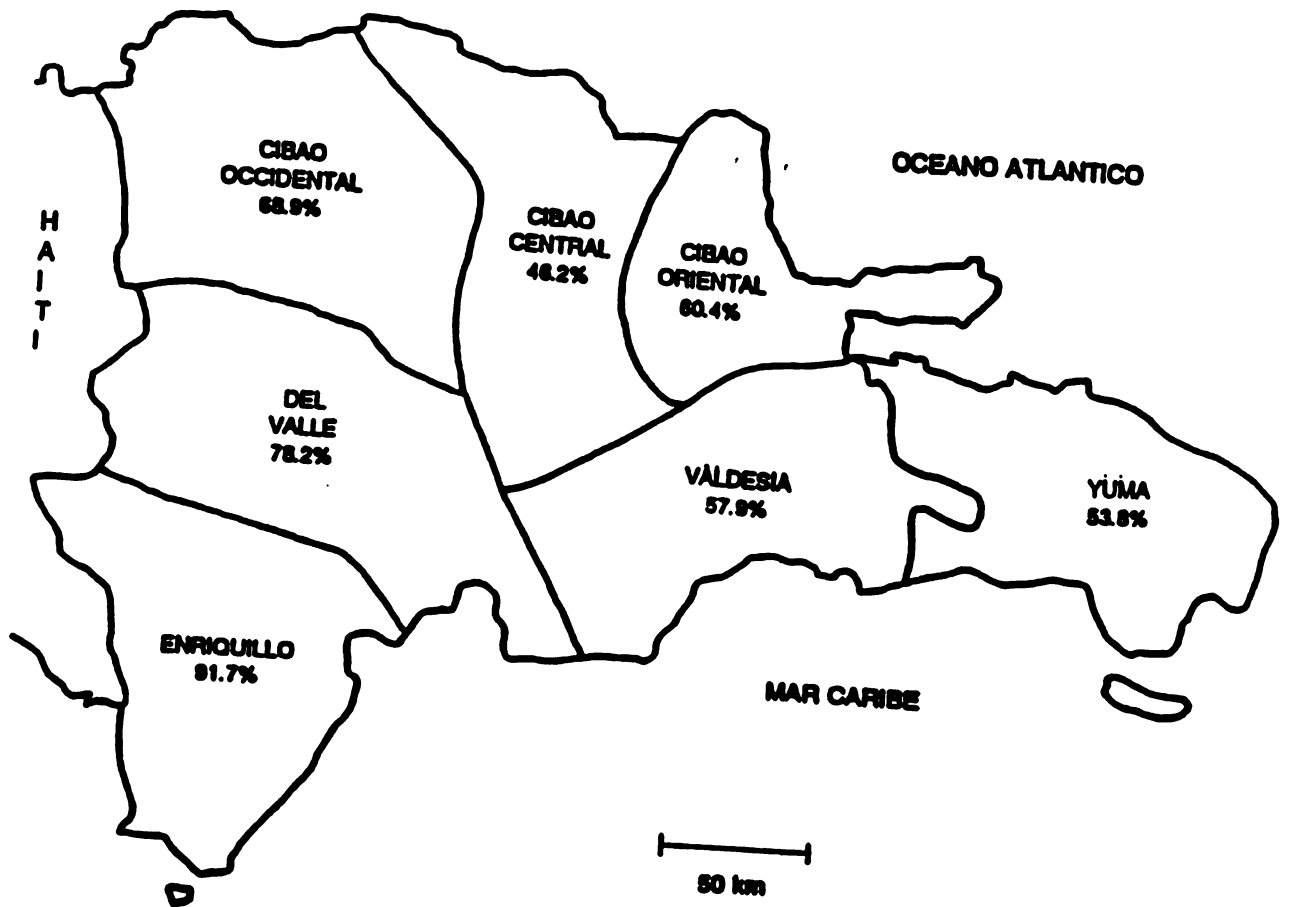 CIBAO
OCCIDENTAL
68.9%
OCEANO ATLANTICO
H
A
I
T
I
CIBAO
CENTRAL
46.2%
CIBAO
ORIENTAL
60.4%
DEL
VALLE
78.2%
VALDESIA
57.9%
YUMA
53.8%
ENRIQUILLO
91.7%
MAR CARIBE
50 km